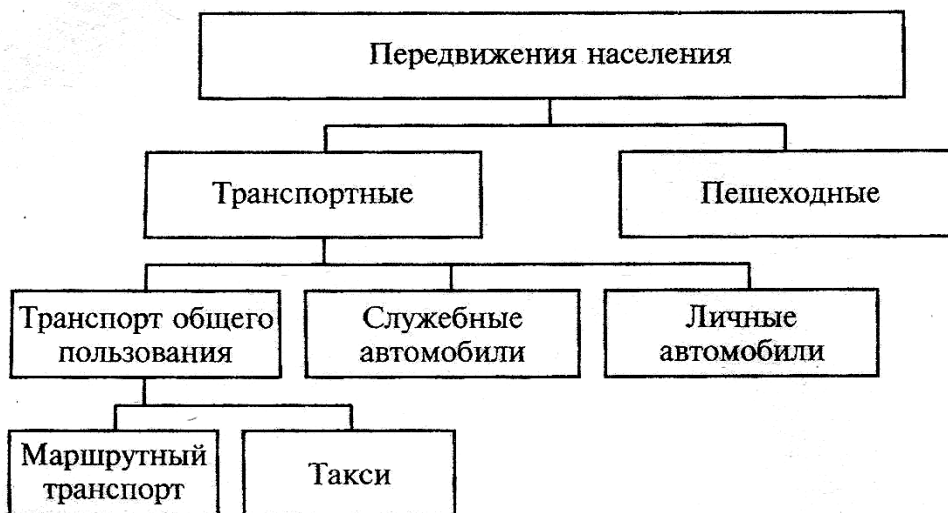 Передвижения населения
Транспортные
Пешеходные
Транспорт общего
пользования
Служебные
автомобили
Личные
автомобили
Маршрутный
транспорт
Такси